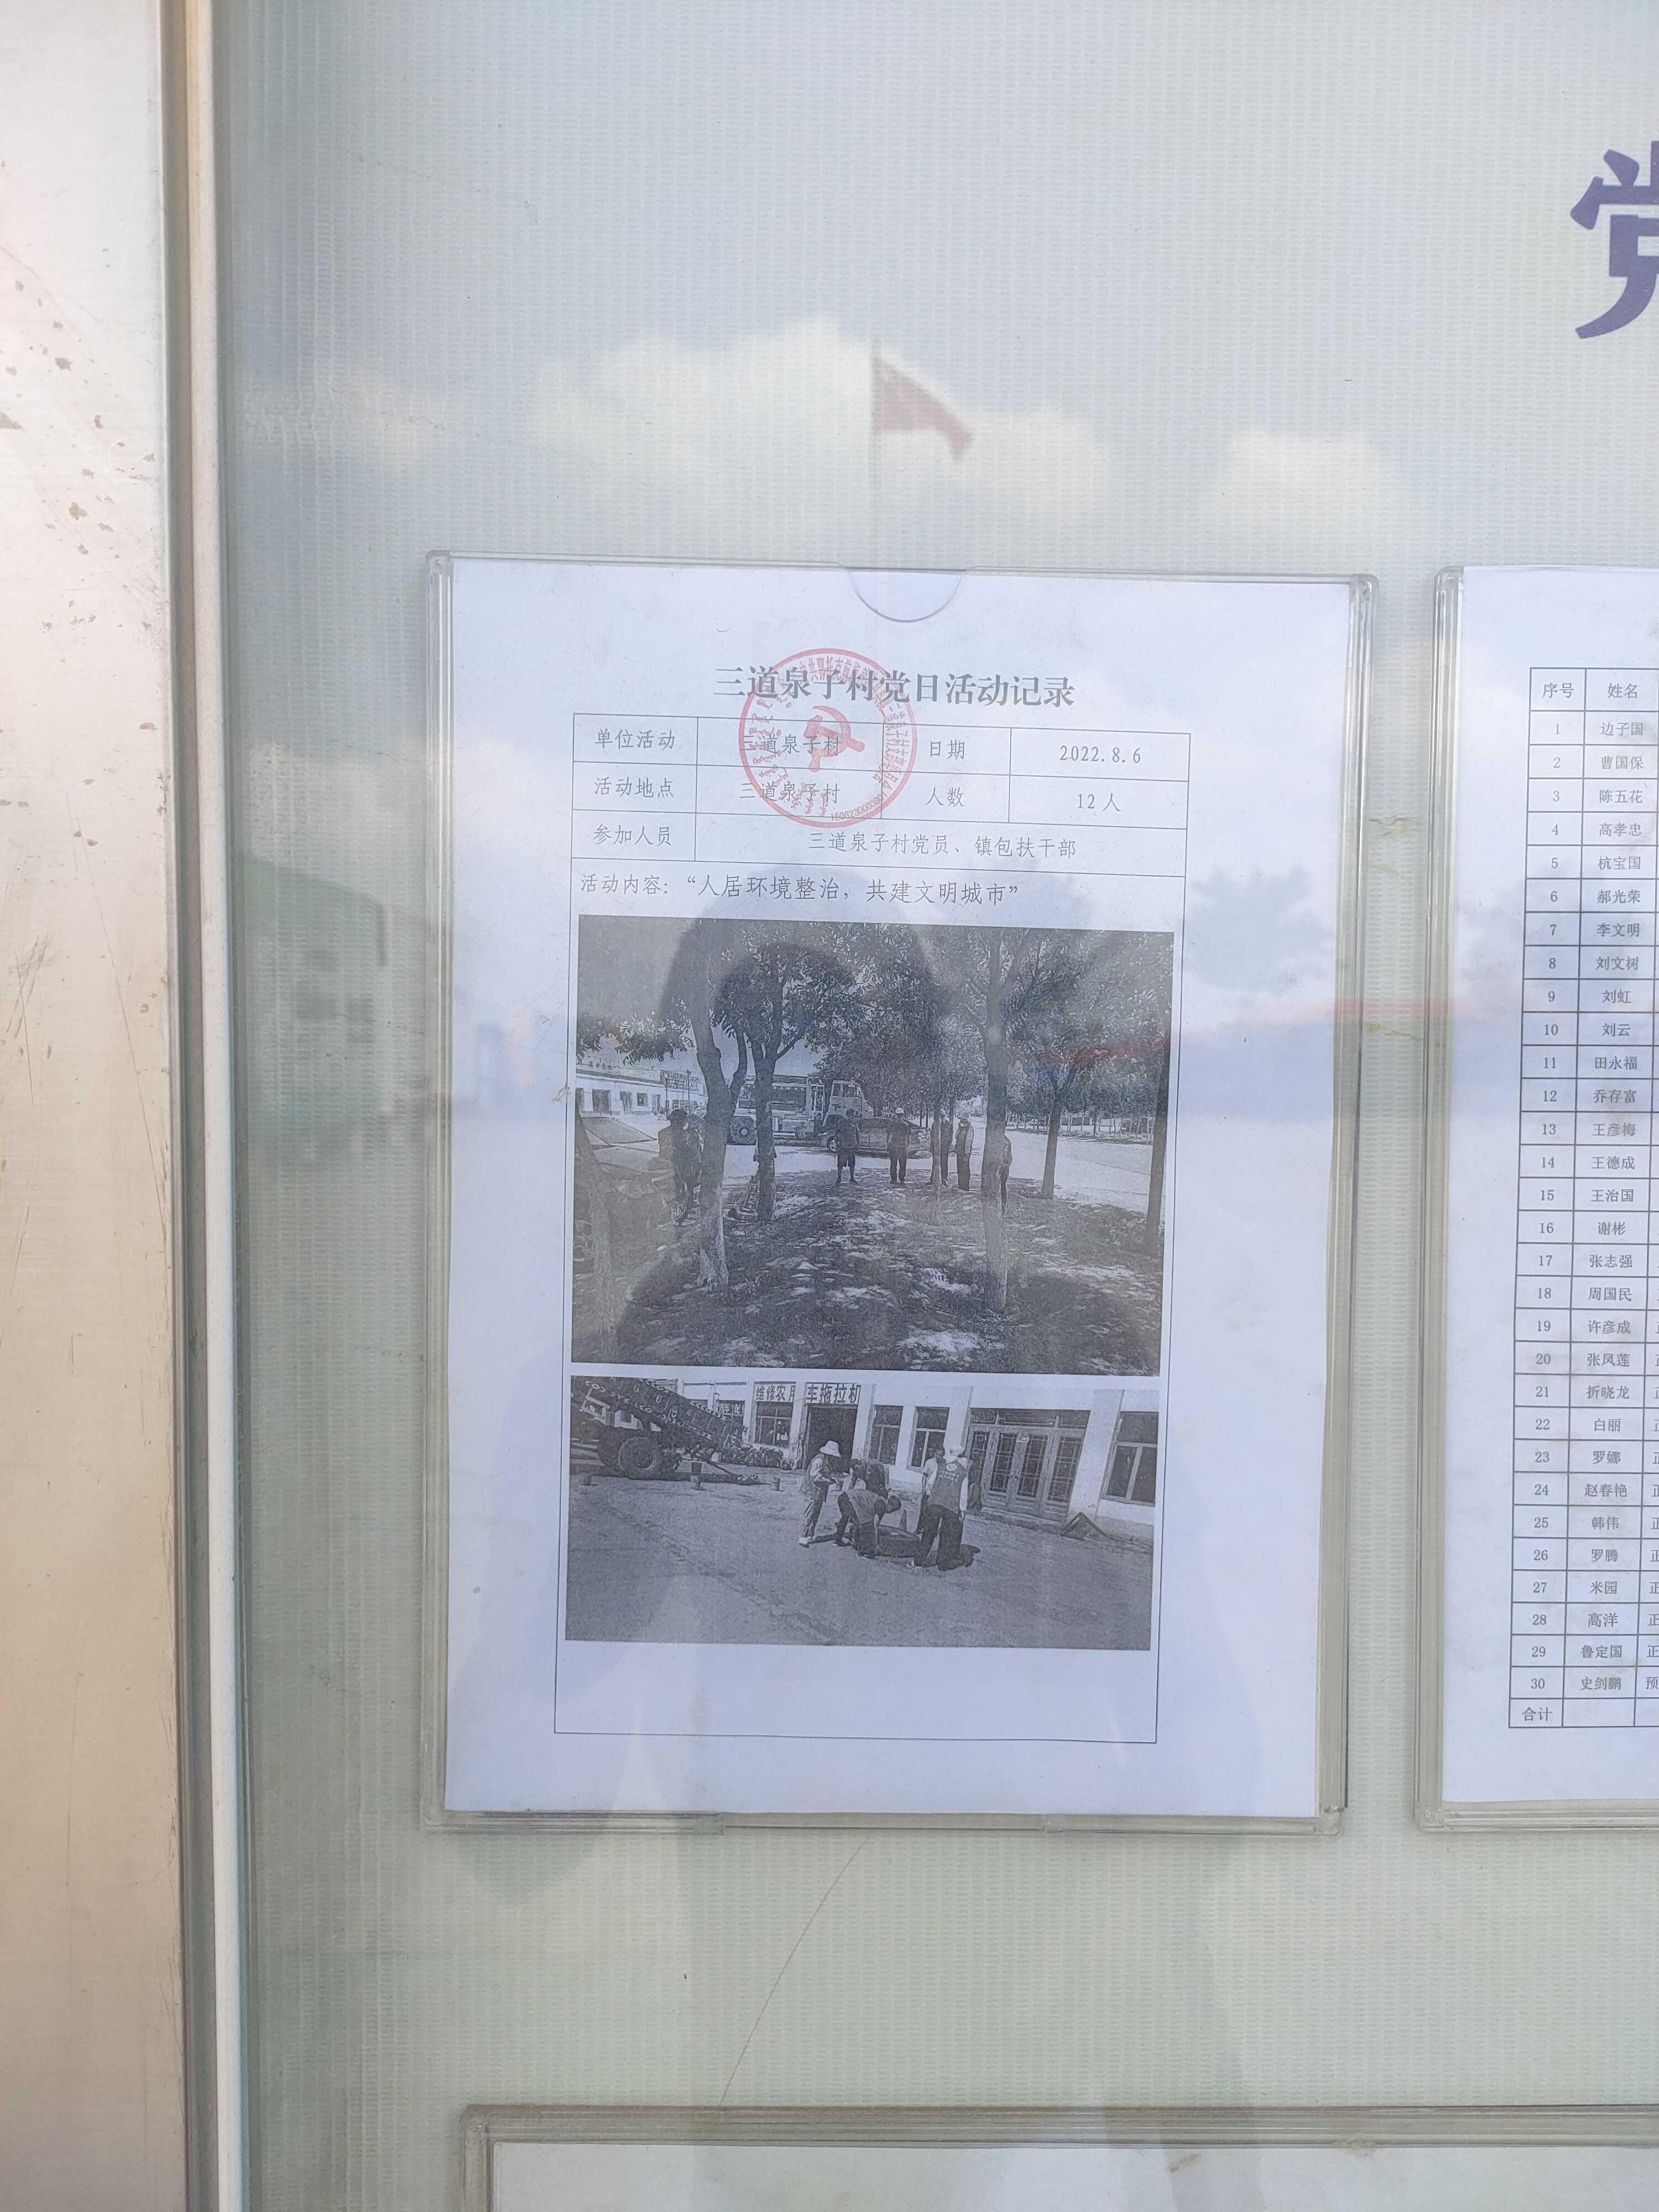 党
三道泉子村党日活动记录
单位活动 三道泉子村 日期 2022.8.6
活动地点 三道泉子村 人数 12人
参加人员 三道泉子村党员、镇包扶干部
活动内容：“人居环境整治，共建文明城市”
维修农用车拖拉机
序号 姓名
1 边子国
2 曹国保
3 陈五花
4 高孝忠
5 杭宝国
6 郝光荣
7 李文明
8 刘文树
9 刘虹
10 刘云
11 田永福
12 乔存富
13 王彦梅
14 王德成
15 王治国
16 谢彬
17 张志强
18 周国民
19 许彦成
20 张凤莲
21 折晓龙
22 白丽
23 罗娜
24 赵春艳
25 韩伟
26 罗腾
27 米园
28 高洋 正
29 鲁定国 正
30 史剑鹏 预
合计